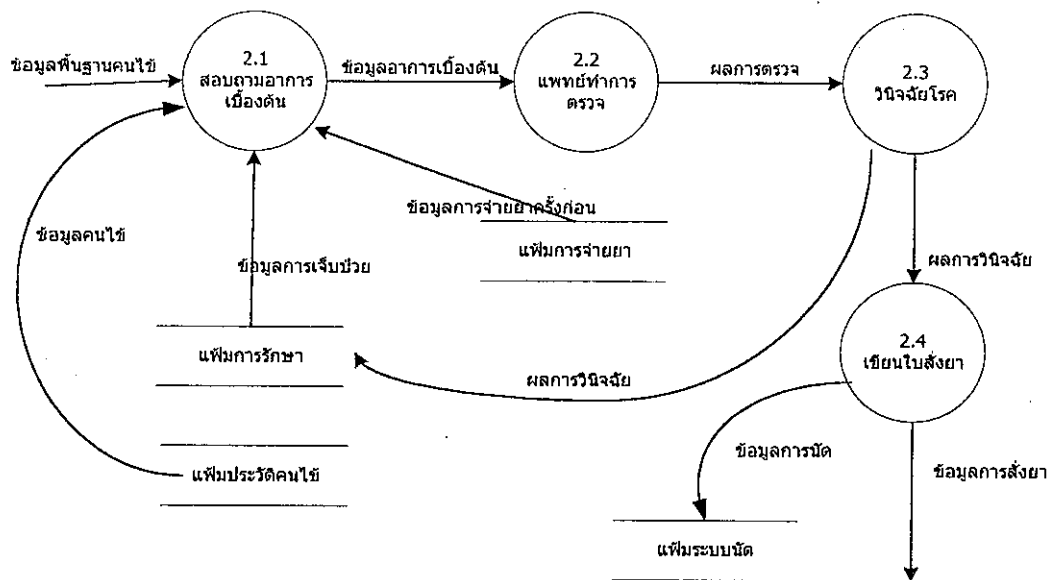 ข้อมูลพื้นฐานคนไข้
2.1
สอบถามอาการ
เบื้องต้น
ข้อมูลอาการเบื้องต้น
2.2
แพทย์ทำการ
ตรวจ
ผลการตรวจ
2.3
วินิจฉัยโรค
ข้อมูลคนไข้
ข้อมูลการจ่ายยาครั้งก่อน
แฟ้มการจ่ายยา
ข้อมูลการเจ็บป่วย
ผลการวินิจฉัย
2.4
เขียนใบสั่งยา
แฟ้มการรักษา
ผลการวินิจฉัย
แฟ้มประวัติคนไข้
ข้อมูลการนัด
ข้อมูลการสั่งยา
แฟ้มระบบนัด